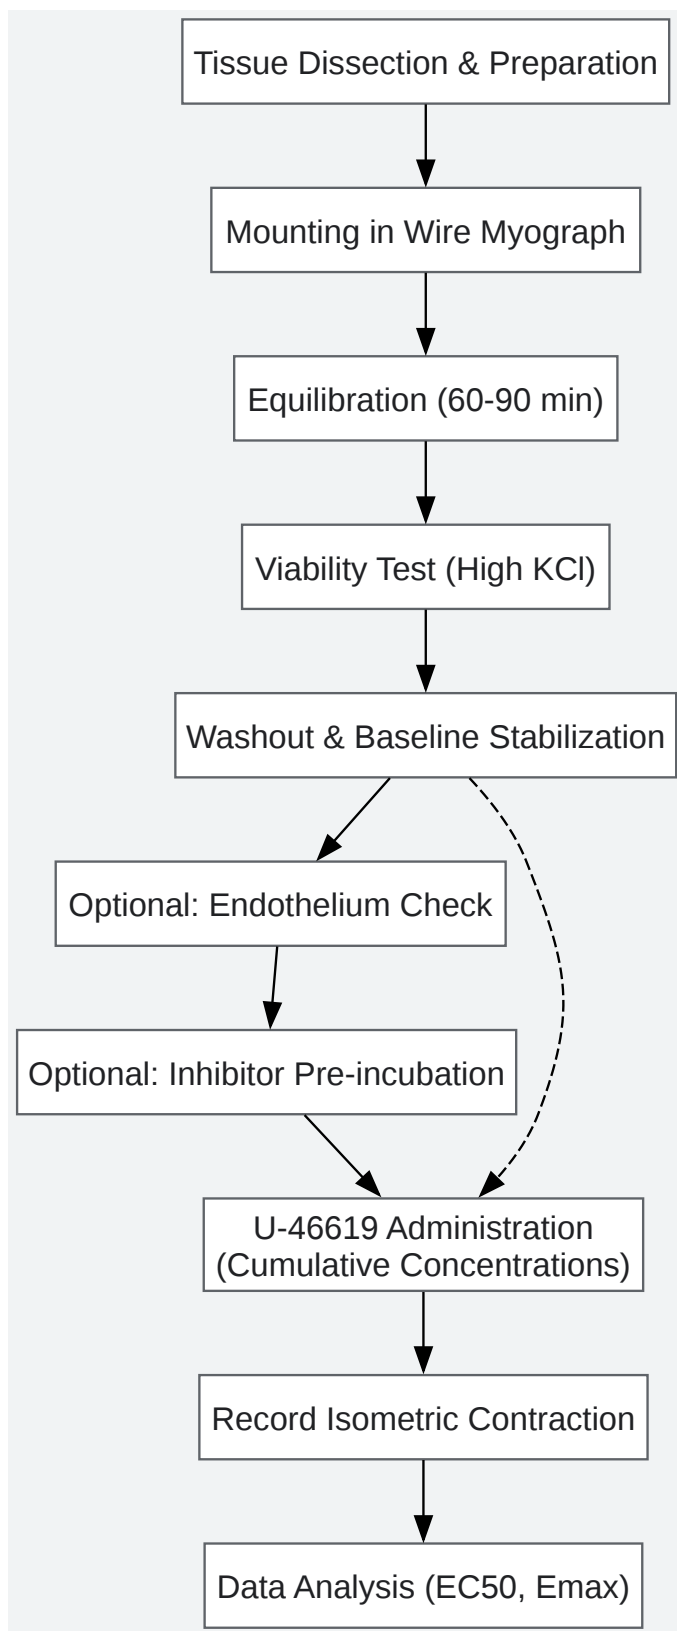 Tissue Dissection & Preparation
Mounting in Wire Myograph
Equilibration (60-90 min)
Viability Test (High KCl)
Washout & Baseline Stabilization
Optional: Endothelium Check
Optional: Inhibitor Pre-incubation
U-46619 Administration
(Cumulative Concentrations)
Record Isometric Contraction
Data Analysis (EC50, Emax)